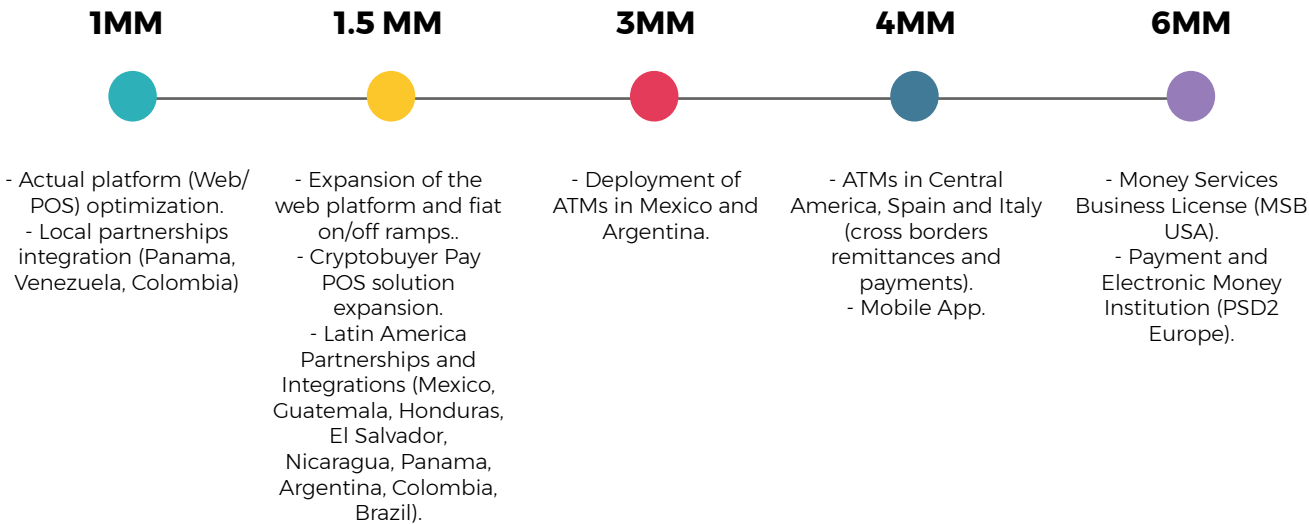 1MM
- Actual platform (Web/
POS) optimization.
- Local partnerships
integration (Panama,
Venezuela, Colombia)
1.5 MM
- Expansion of the
web platform and fiat
on/off ramps..
- Cryptobuyer Pay
POS solution
expansion.
- Latin America
Partnerships and
Integrations (Mexico,
Guatemala, Honduras,
El Salvador,
Nicaragua, Panama,
Argentina, Colombia,
Brazil).
3MM
- Deployment of
ATMs in Mexico and
Argentina.
4MM
- ATMs in Central
America, Spain and Italy
(cross borders
remittances and
payments).
- Mobile App.
6MM
- Money Services
Business License (MSB
USA).
- Payment and
Electronic Money
Institution (PSD2
Europe).